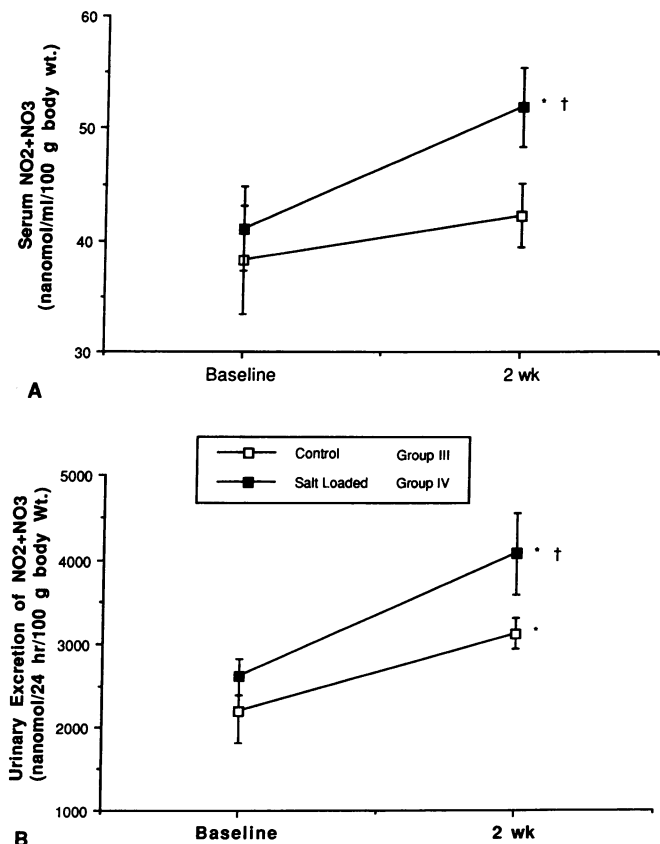 60
50
40
30
Serum NO2+NO3
(nanomol/ml/100 g body wt.)
* †
Baseline 2 wk
A
Control Group III
Salt Loaded Group IV
5000
4000
3000
2000
1000
Urinary Excretion of NO2+NO3
(nanomol/24 hr/100 g body Wt.)
* †
*
Baseline 2 wk
B